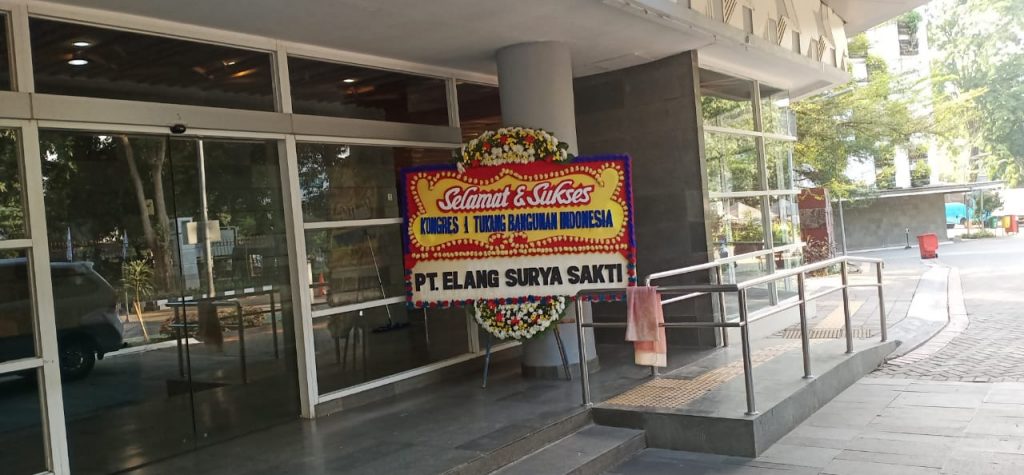 Selamat & Sukses
KONGRES 1 TUKANG BANGUNAN INDONESIA
PT. ELANG SURYA SAKTI